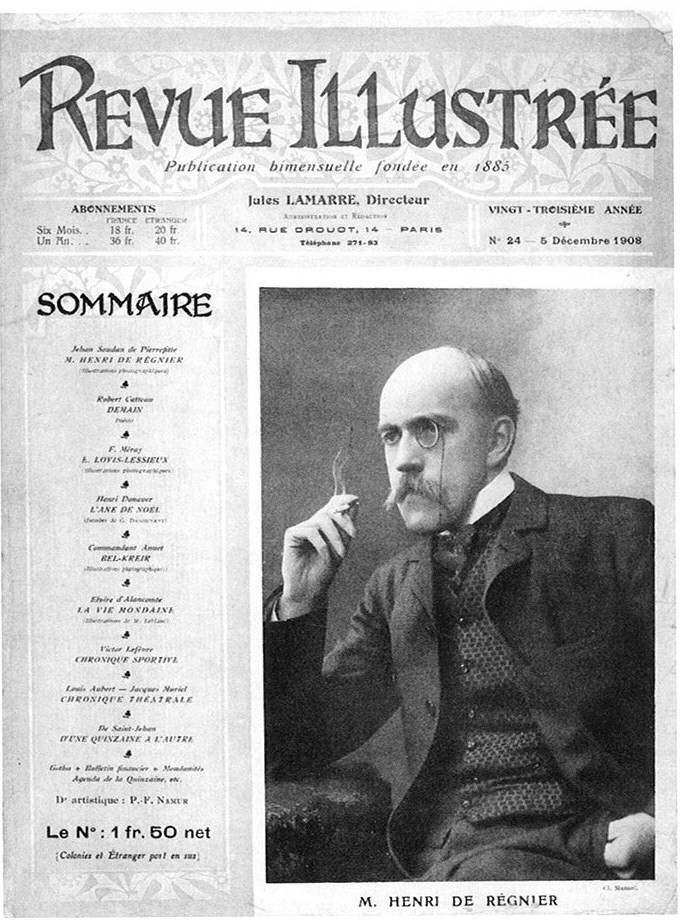 REVUE ILLUSTRÉE
Publication bimensuelle fondée en 1885
ABONNEMENTS
FRANCE ETRANGER
Six Mois. . 18 fr. 20 fr.
Un An. . . 36 fr. 40 fr.
Jules LAMARRE, Directeur
ADMINISTRATION ET RÉDACTION
14, RUE DROUOT, 14 — PARIS
Téléphone 271-83
VINGT-TROISIÈME ANNÉE
N° 24 — 5 Décembre 1908
SOMMAIRE
Jehan Soudan de Pierrefitte
M. HENRI DE RÉGNIER
(Illustrations photographiques)
Robert Catteau
DEMAIN
Poésie
F. Méray
L. LOVIS-LESSIEUX
(Illustrations photographiques)
Henri Datever
L'ANE DE NOEL
(Dessins de G.
Commandant Annet
BEL-KREIR
(Illustrations photographiques)
Elvire d'Alancomte
LA VIE MONDAINE
(Illustrations de M. Leblanc)
Victor Lefèvre
CHRONIQUE SPORTIVE
Louis Aubert — Jacques Muriel
CHRONIQUE THÉATRALE
De Saint-Jehan
D'UNE QUINZAINE A L'AUTRE
Gotha + Bulletin financier + Mondanités
Agenda de la Quinzaine, etc.
Dr artistique : P.-F. NAMUR
Le N° : 1 fr. 50 net
(Colonies et Étranger port en sus)
Cl. Manuel.
M. HENRI DE RÉGNIER